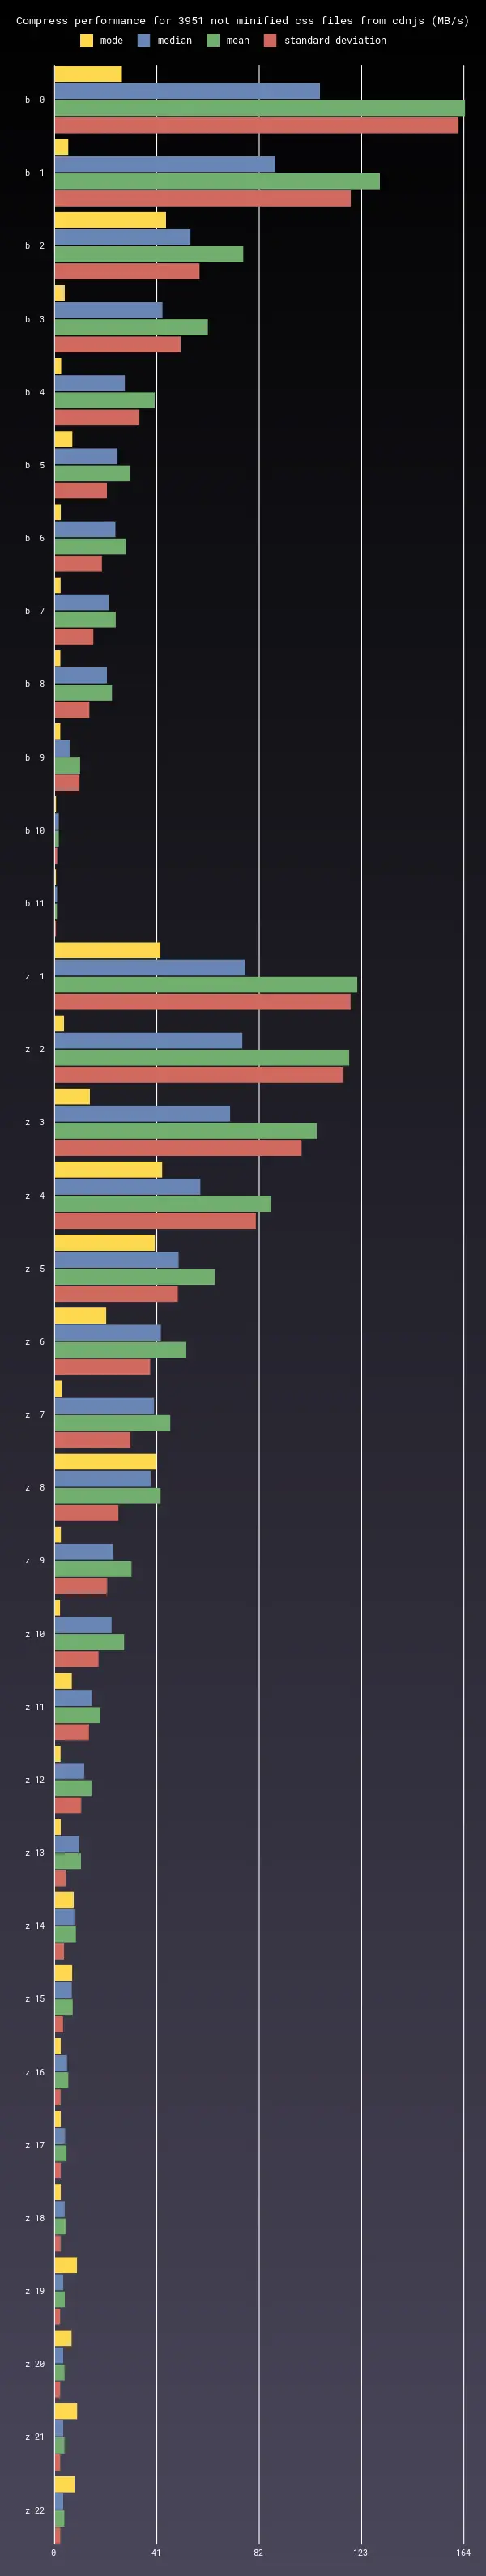 Compress performance for 3951 not minified css files from cdnjs (MB/s)
mode median mean standard deviation
b 0
b 1
b 2
b 3
b 4
b 5
b 6
b 7
b 8
b 9
b 10
b 11
z 1
z 2
z 3
z 4
z 5
z 6
z 7
z 8
z 9
z 10
z 11
z 12
z 13
z 14
z 15
z 16
z 17
z 18
z 19
z 20
z 21
z 22
0 41 82 123 164